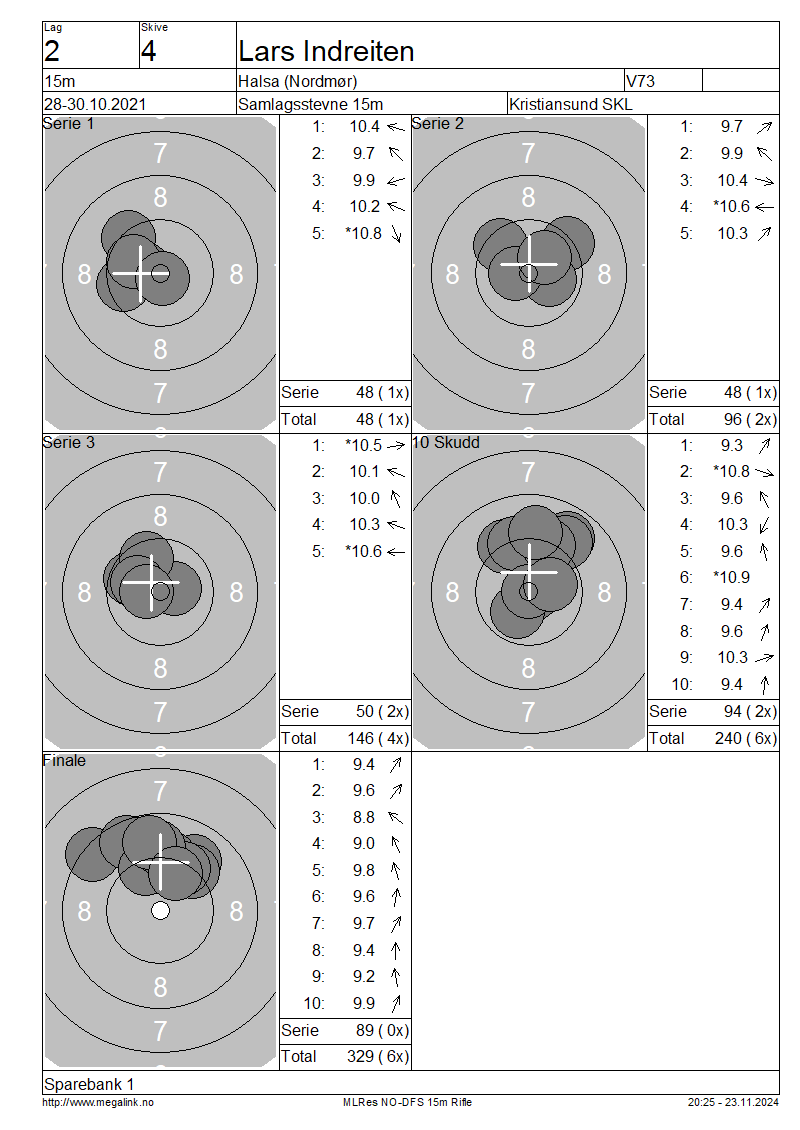 Lag
Skive
2
4
Lars Indreiten
15m
Halsa (Nordmør)
V73
28-30.10.2021
Samlagsstevne 15m
Kristiansund SKL
Serie 1
7
8
8
8
8
7
1: 10.4
2: 9.7
3: 9.9
4: 10.2
5: *10.8
Serie 48 ( 1x)
Total 48 ( 1x)
Serie 2
7
8
8
8
8
7
1: 9.7
2: 9.9
3: 10.4
4: *10.6
5: 10.3
Serie 48 ( 1x)
Total 96 ( 2x)
Serie 3
7
8
8
8
8
7
1: *10.5
2: 10.1
3: 10.0
4: 10.3
5: *10.6
Serie 50 ( 2x)
Total 146 ( 4x)
10 Skudd
7
8
8
8
7
1: 9.3
2: *10.8
3: 9.6
4: 10.3
5: 9.6
6: *10.9
7: 9.4
8: 9.6
9: 10.3
10: 9.4
Serie 94 ( 2x)
Total 240 ( 6x)
Finale
7
8
8
8
7
1: 9.4
2: 9.6
3: 8.8
4: 9.0
5: 9.8
6: 9.6
7: 9.7
8: 9.4
9: 9.2
10: 9.9
Serie 89 ( 0x)
Total 329 ( 6x)
Sparebank 1
http://www.megalink.no
MLRes NO-DFS 15m Rifle
20:25 - 23.11.2024